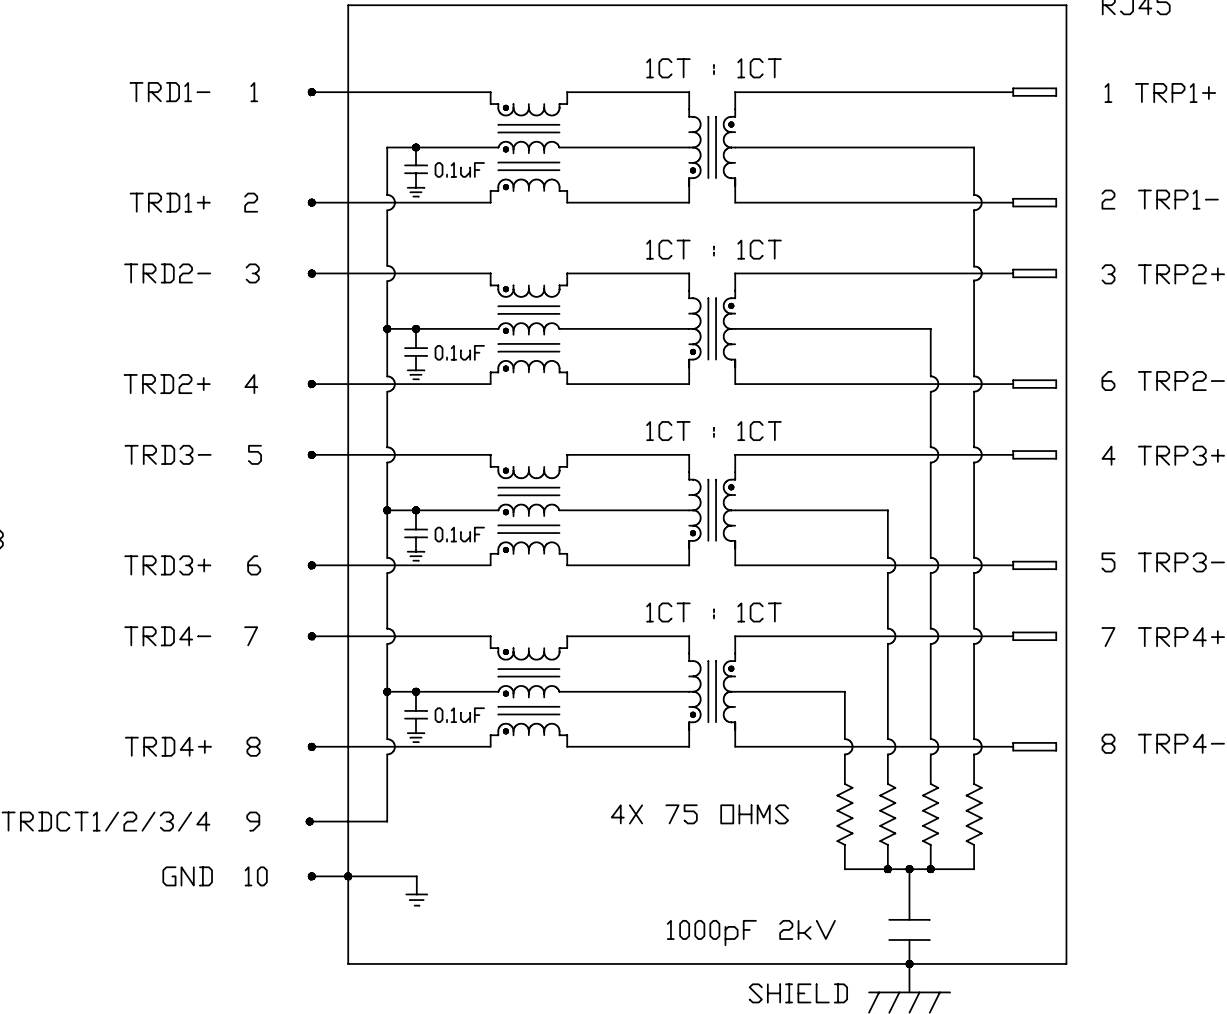 RJ45
1CT : 1CT
TRD1- 1
1 TRP1+
0.1uF
TRD1+ 2
2 TRP1-
1CT : 1CT
TRD2- 3
3 TRP2+
0.1uF
TRD2+ 4
6 TRP2-
1CT : 1CT
TRD3- 5
4 TRP3+
0.1uF
TRD3+ 6
5 TRP3-
1CT : 1CT
TRD4- 7
7 TRP4+
0.1uF
TRD4+ 8
8 TRP4-
4X 75 OHMS
TRDCT1/2/3/4 9
GND 10
1000pF 2kV
SHIELD